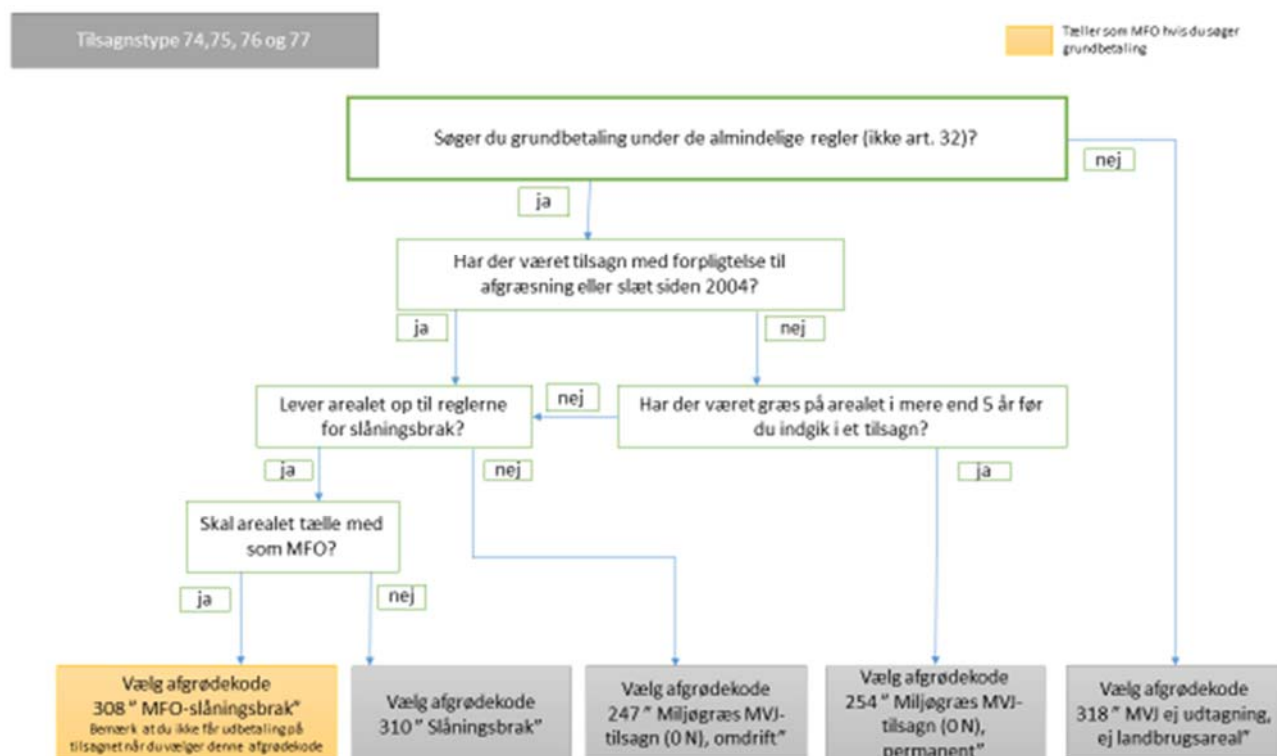 Tilsagnstype 74,75, 76 og 77
Tæller som MFO hvis du søger
grundbetaling
Søger du grundbetaling under de almindelige regler (ikke art. 32)?
nej
ja
Har der været tilsagn med forpligtelse til
afgræsning eller slæt siden 2004?
ja
nej
Lever arealet op til reglerne
for slåningsbrak?
nej
Har der været græs på arealet i mere end 5 år før
du indgik i et tilsagn?
ja
nej
ja
Skal arealet tælle med
som MFO?
ja
nej
Vælg afgrødekode
308 " MFO-slåningsbrak"
Bemærk at du ikke får udbetaling på
tilsagnet når du vælger denne afgrødekode
Vælg afgrødekode
310 " Slåningsbrak"
Vælg afgrødekode
247 " Miljøgræs MVJ-
tilsagn (0 N), omdrift"
Vælg afgrødekode
254 " Miljøgræs MVJ-
tilsagn (0 N),
permanent"
Vælg afgrødekode
318 " MVJ ej udtagning,
ej landbrugsareal"